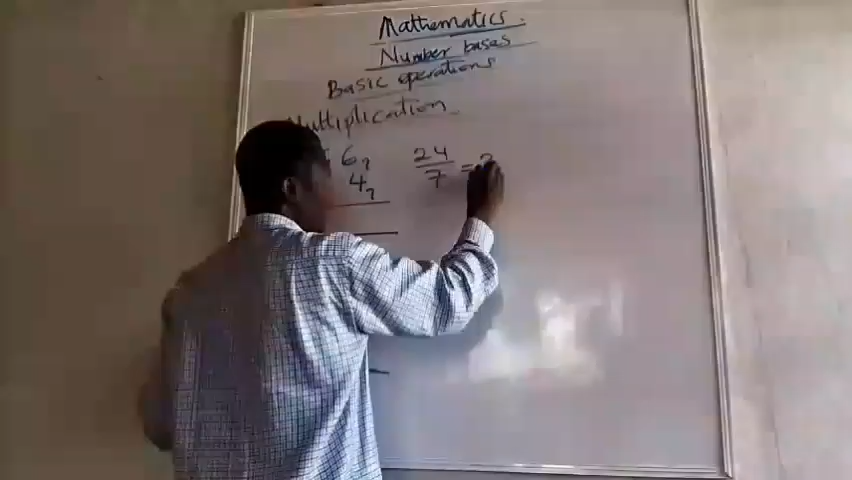 Mathematics.
Number bases
Basic operations
Multiplication
6₇
4₇
24/7 =